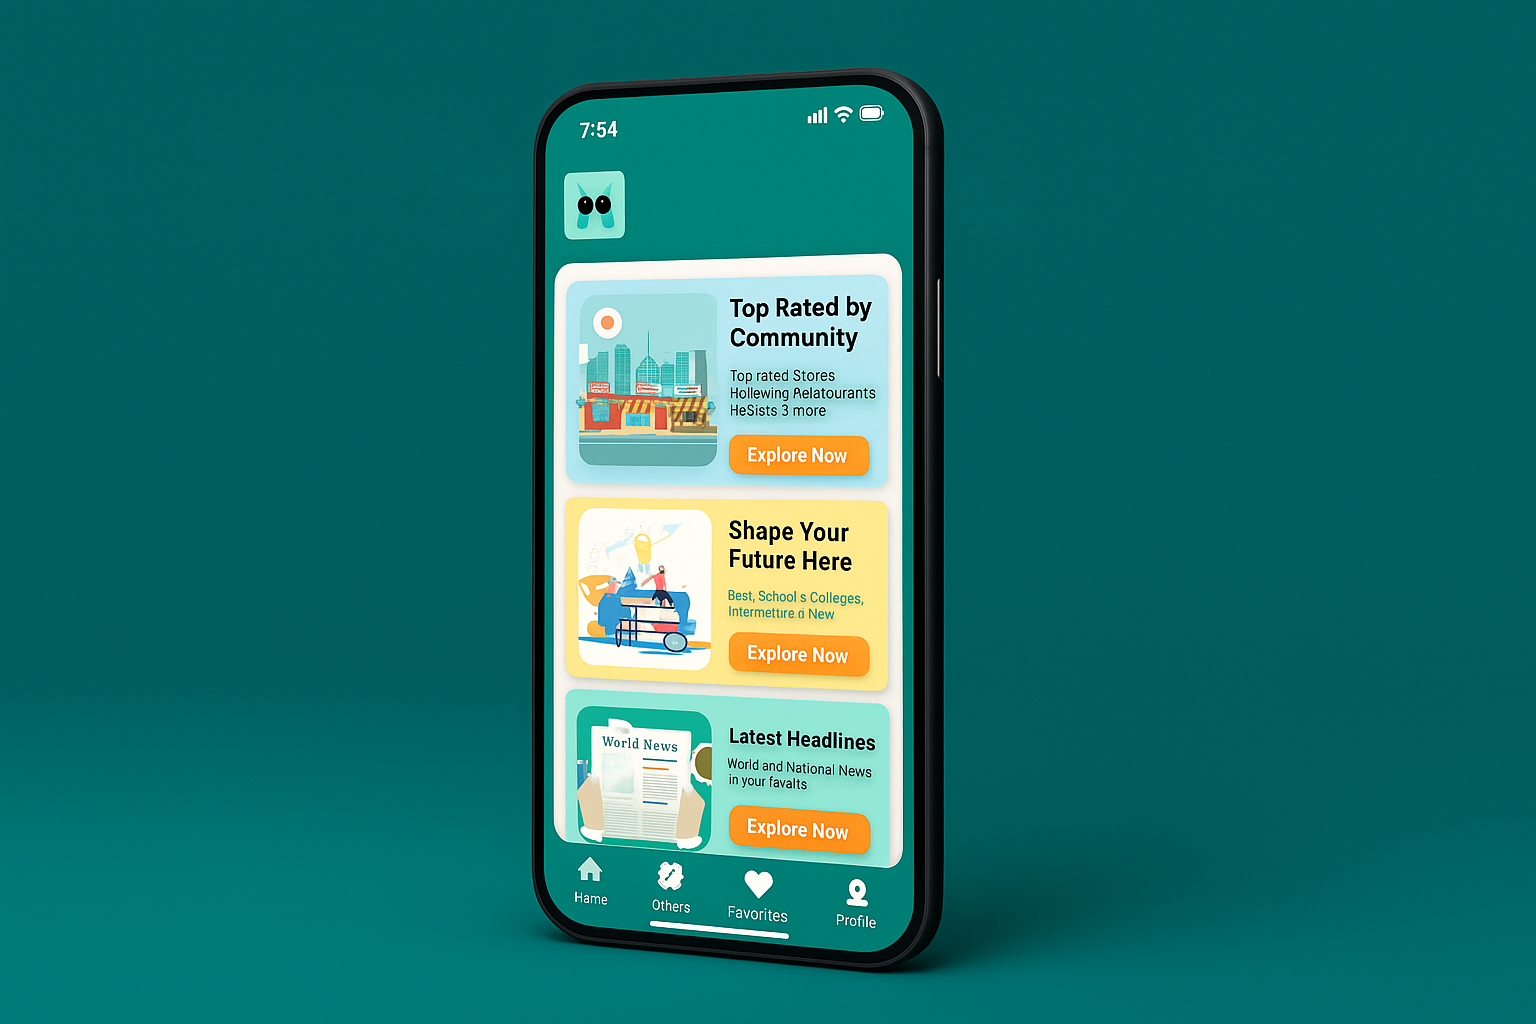 7:54
Top Rated by
Community
Top rated Stores
Hollewing Aelatourants
HeSists 3 more
Explore Now
Shape Your
Future Here
Best, School s Colleges,
Intermetture a New
Explore Now
World News
Latest Headlines
World and National News
in your favalts
Explore Now
Hame
Others
Favorites
Profile